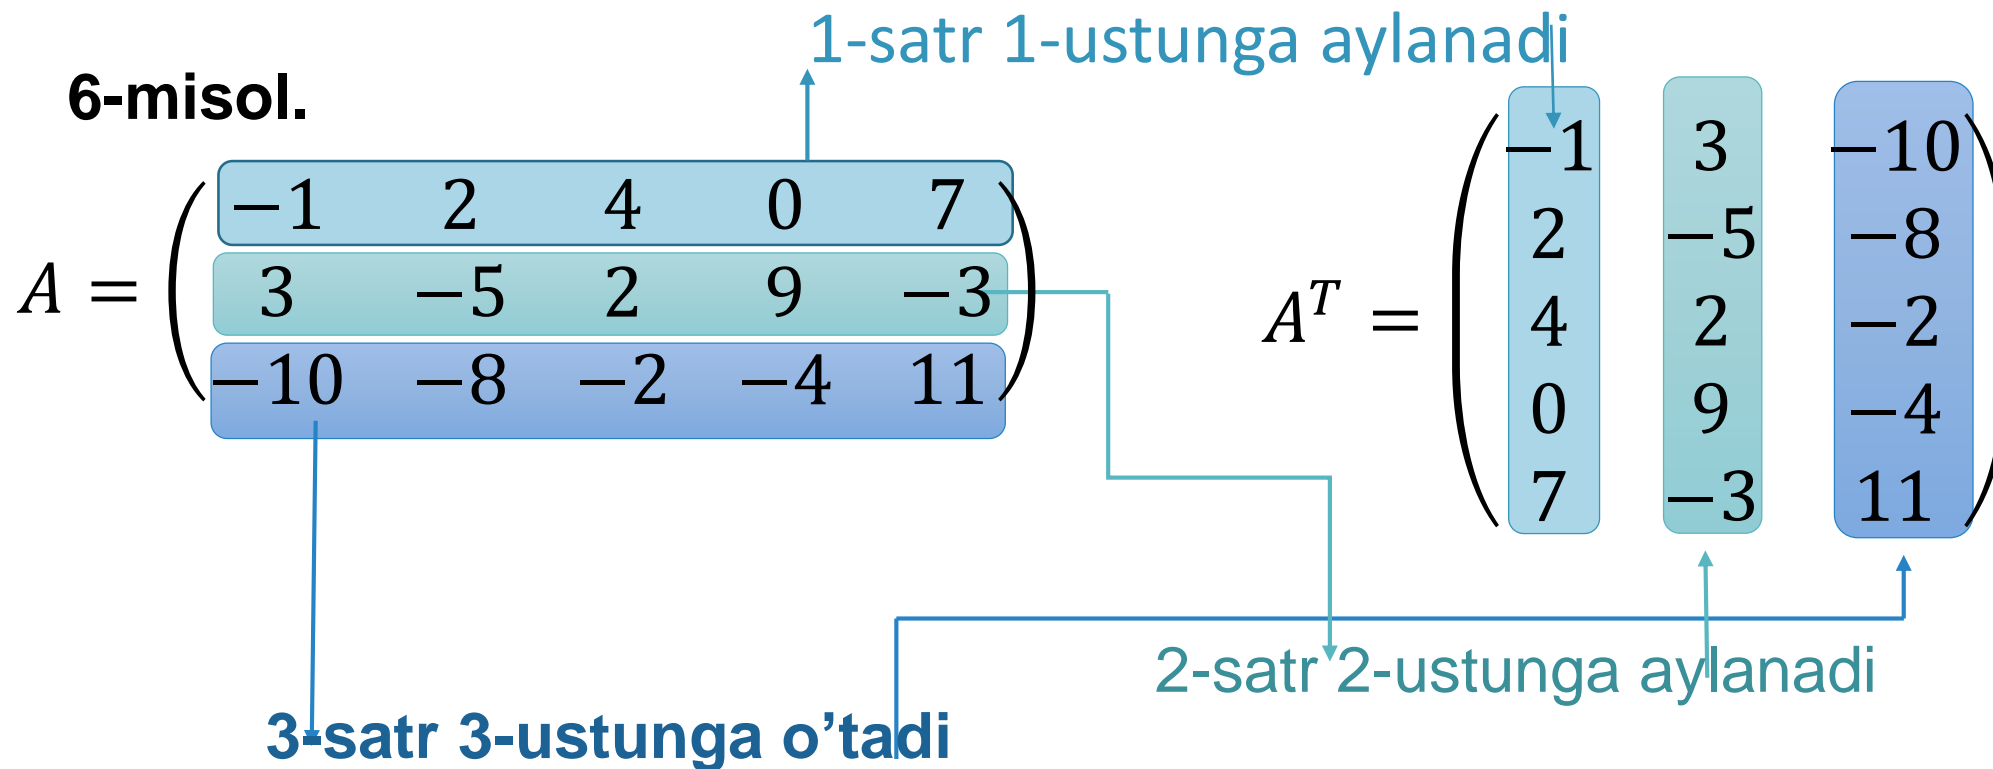 1-satr 1-ustunga aylanadi
6-misol.
A = ( −1 2 4 0 7
3 −5 2 9 −3
−10 −8 −2 −4 11 )
A^T = ( −1 3 −10
2 −5 −8
4 2 −2
0 9 −4
7 −3 11 )
2-satr 2-ustunga aylanadi
3-satr 3-ustunga o’tadi